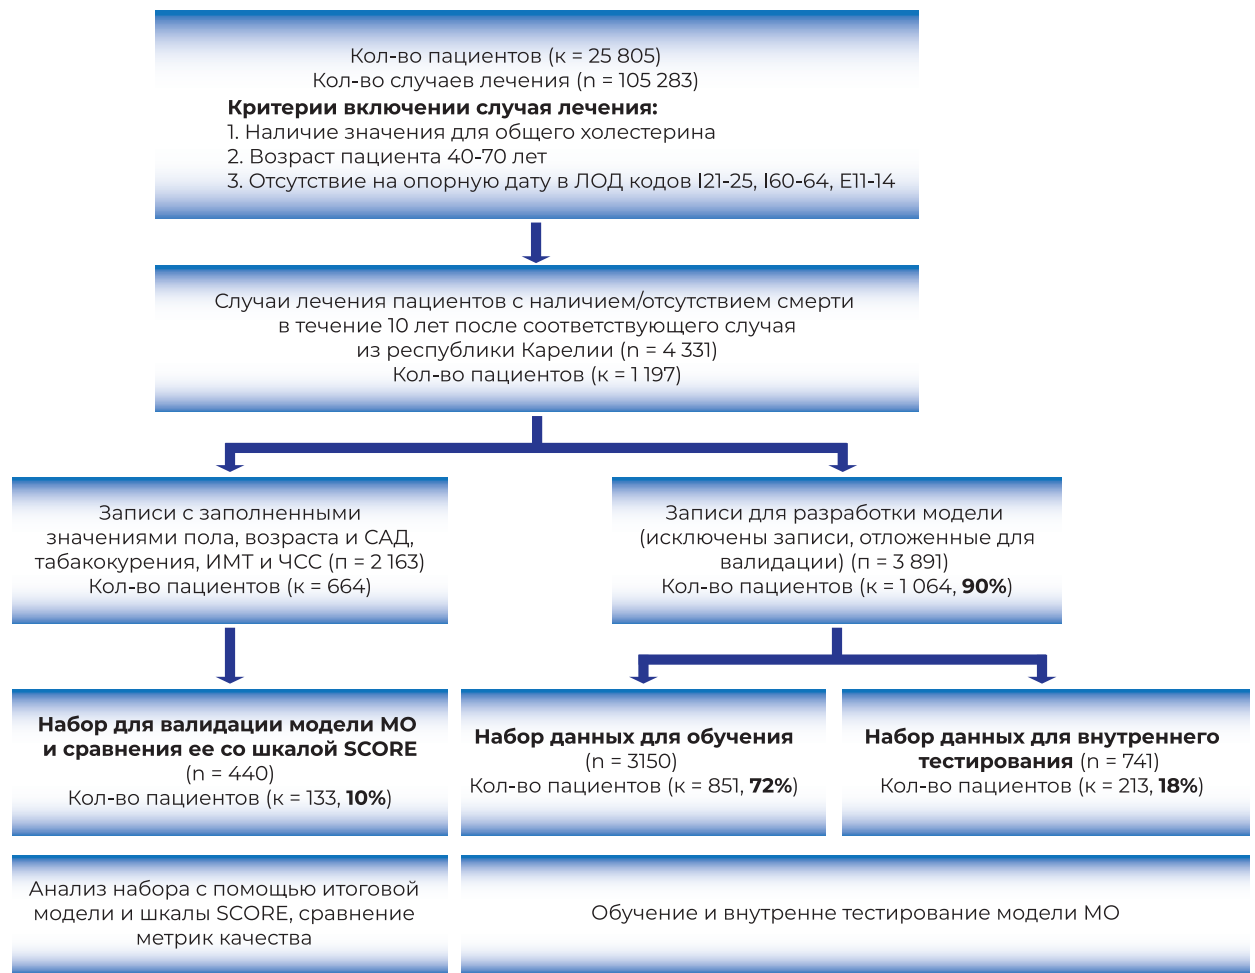 Кол-во пациентов (к = 25 805)
Кол-во случаев лечения (n = 105 283)
Критерии включении случая лечения:
1. Наличие значения для общего холестерина
2. Возраст пациента 40-70 лет
3. Отсутствие на опорную дату в ЛОД кодов I21-25, I60-64, E11-14
Случаи лечения пациентов с наличием/отсутствием смерти
в течение 10 лет после соответствующего случая
из республики Карелии (n = 4 331)
Кол-во пациентов (к = 1 197)
Записи с заполненными
значениями пола, возраста и САД,
табакокурения, ИМТ и ЧСС (п = 2 163)
Кол-во пациентов (к = 664)
Записи для разработки модели
(исключены записи, отложенные для
валидации) (п = 3 891)
Кол-во пациентов (к = 1 064, 90%)
Набор для валидации модели МО
и сравнения ее со шкалой SCORE
(n = 440)
Кол-во пациентов (к = 133, 10%)
Набор данных для обучения
(n = 3150)
Кол-во пациентов (к = 851, 72%)
Набор данных для внутреннего
тестирования (n = 741)
Кол-во пациентов (к = 213, 18%)
Анализ набора с помощью итоговой
модели и шкалы SCORE, сравнение
метрик качества
Обучение и внутренне тестирование модели МО